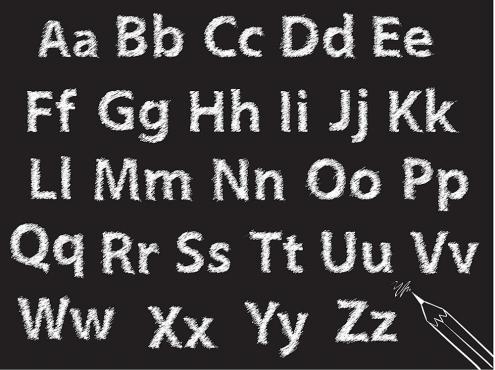 Aa Bb Cc Dd Ee
Ff Gg Hh Ii Jj Kk
Ll Mm Nn Oo Pp
Qq Rr Ss Tt Uu Vv
Ww Xx Yy Zz